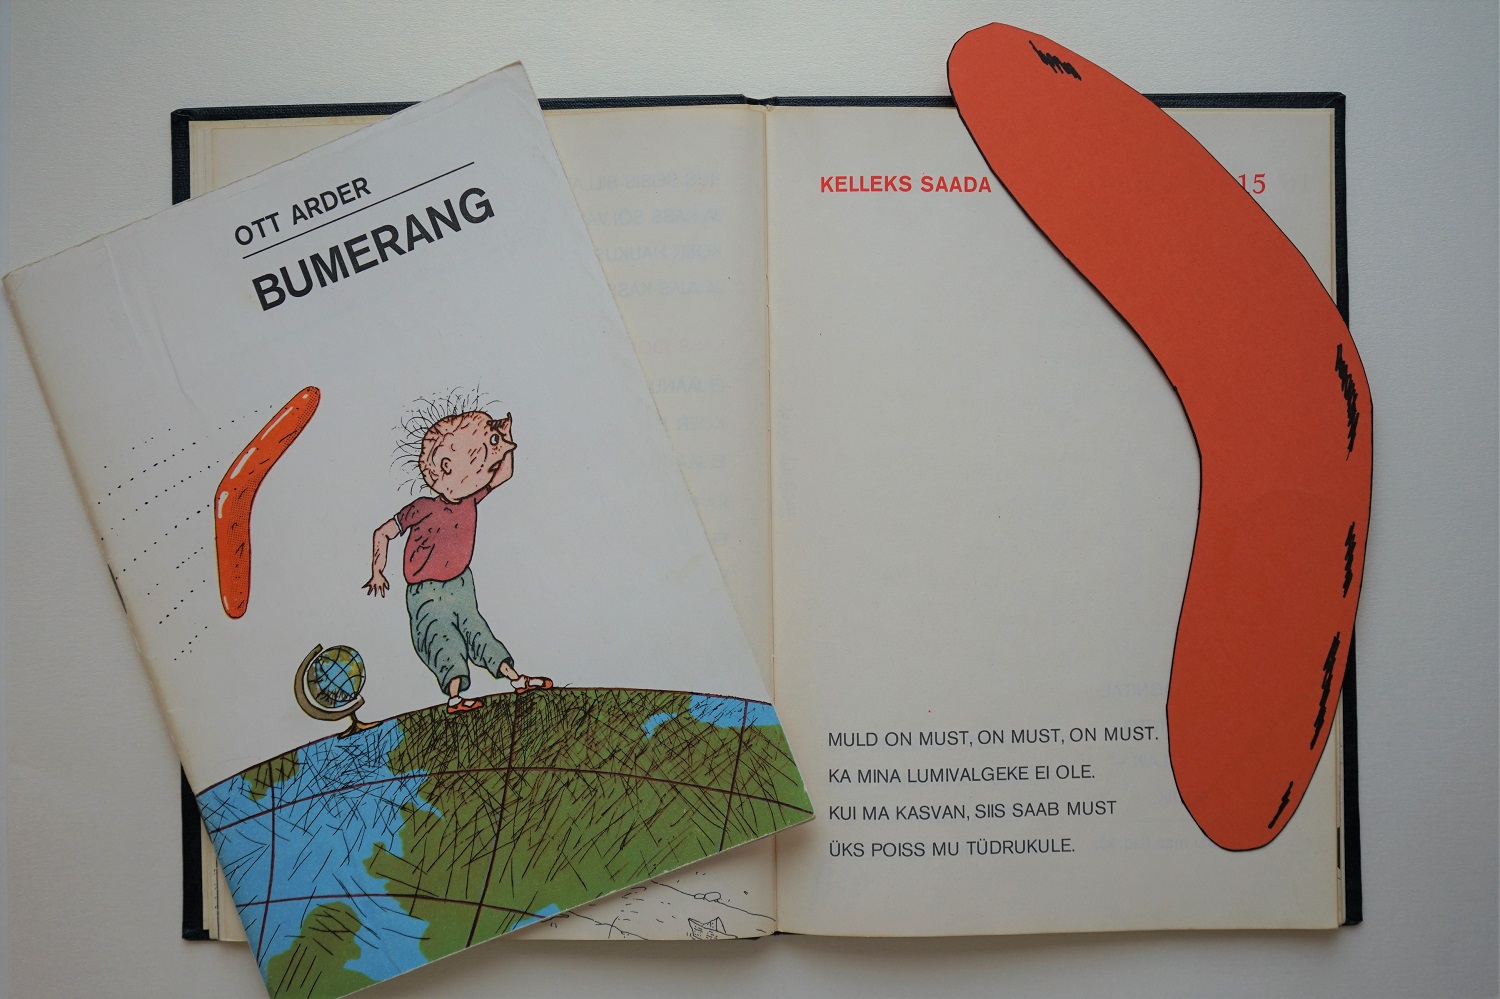 OTT ARDER
BUMERANG
KELLEKS SAADA
15
MULD ON MUST, ON MUST, ON MUST.
KA MINA LUMIVALGEKE EI OLE.
KUI MA KASVAN, SIIS SAAB MUST
ÜKS POISS MU TÜDRUKULE.